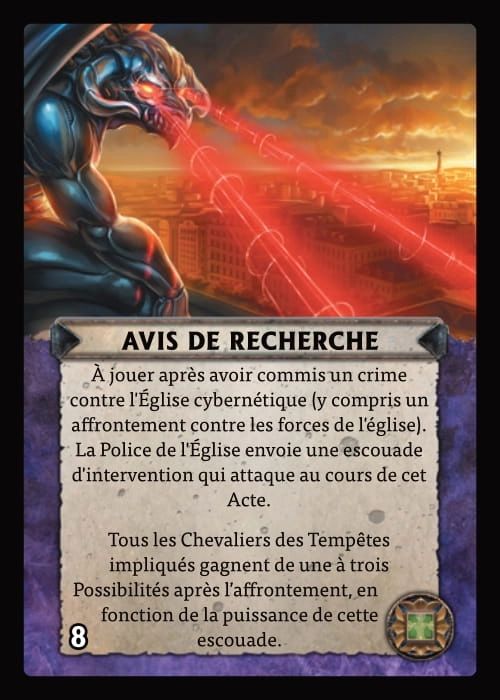 AVIS DE RECHERCHE
À jouer après avoir commis un crime
contre l'Église cybernétique (y compris un
affrontement contre les forces de l'église).
La Police de l'Église envoie une escouade
d'intervention qui attaque au cours de cet
Acte.
Tous les Chevaliers des Tempêtes
impliqués gagnent de une à trois
Possibilités après l'affrontement, en
fonction de la puissance de cette
escouade.
8